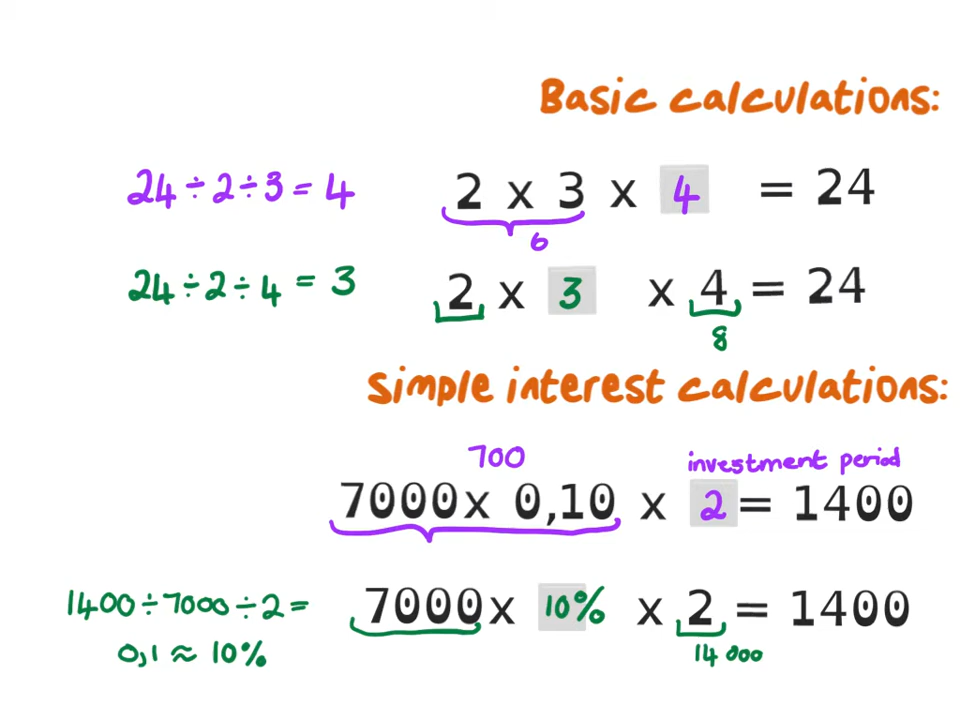 Basic calculations:
24 ÷ 2 ÷ 3 = 4 2 x 3 x 4 = 24
6
24 ÷ 2 ÷ 4 = 3 2 x 3 x 4 = 24
8
Simple interest calculations:
700 investment period
7000 x 0,10 x 2 = 1400
1400 ÷ 7000 ÷ 2 = 7000 x 10% x 2 = 1400
0,1 ≈ 10% 14 000